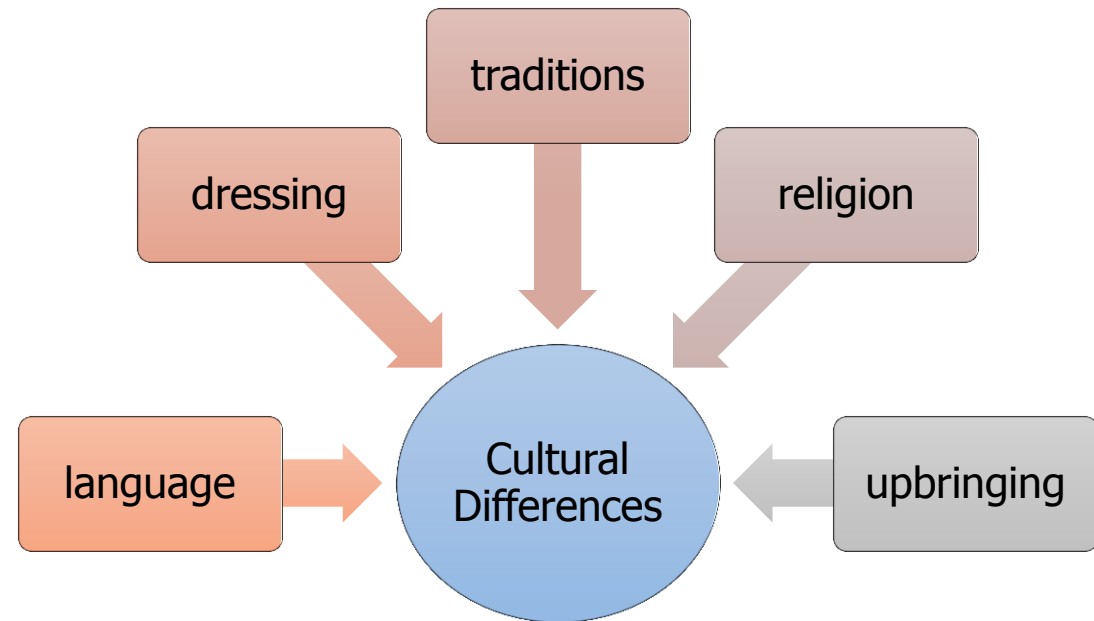 traditions
dressing
religion
language
Cultural
Differences
upbringing